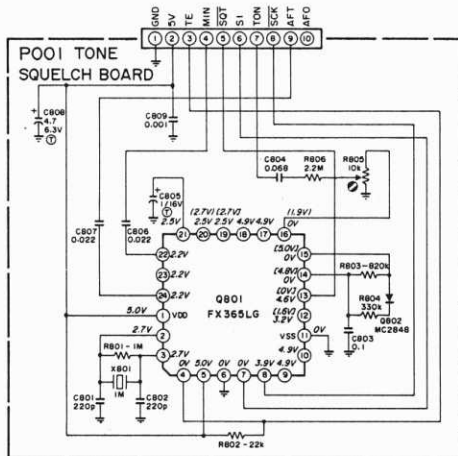 GND 5V TE MIN SQT S1 TON SCK AFT AFO
1 2 3 4 5 6 7 8 9 10
P001 TONE
SQUELCH BOARD
C808
4.7
6.3V
T
C809
0.001
C804
0.068
R806
2.2M
R805
10k
C805
1/16V
T
[2.7V] [2.7V]
2.5V 2.5V 2.5V 4.9V 4.9V
[1.9V]
0V
21 20 19 18 17 16
C807
0.022
C806
0.022
22 2.2V
23 2.2V
24 2.2V
5.0V 1 VDD
2.7V 2
3 2.7V
Q801
FX365LG
[5.0V]
0V 15
[4.8V]
0V 14
[0V]
4.6V 13
[1.6V]
3.2V 12
VSS 11 0V
4.9V 10
R803-820k
R804
330k
Q802
MC2848
C803
0.1
R801-1M
X801
1M
C801
220p
C802
220p
0V 5.0V 0V 0V 3.9V 4.9V
4 5 6 7 8 9
R802-22k